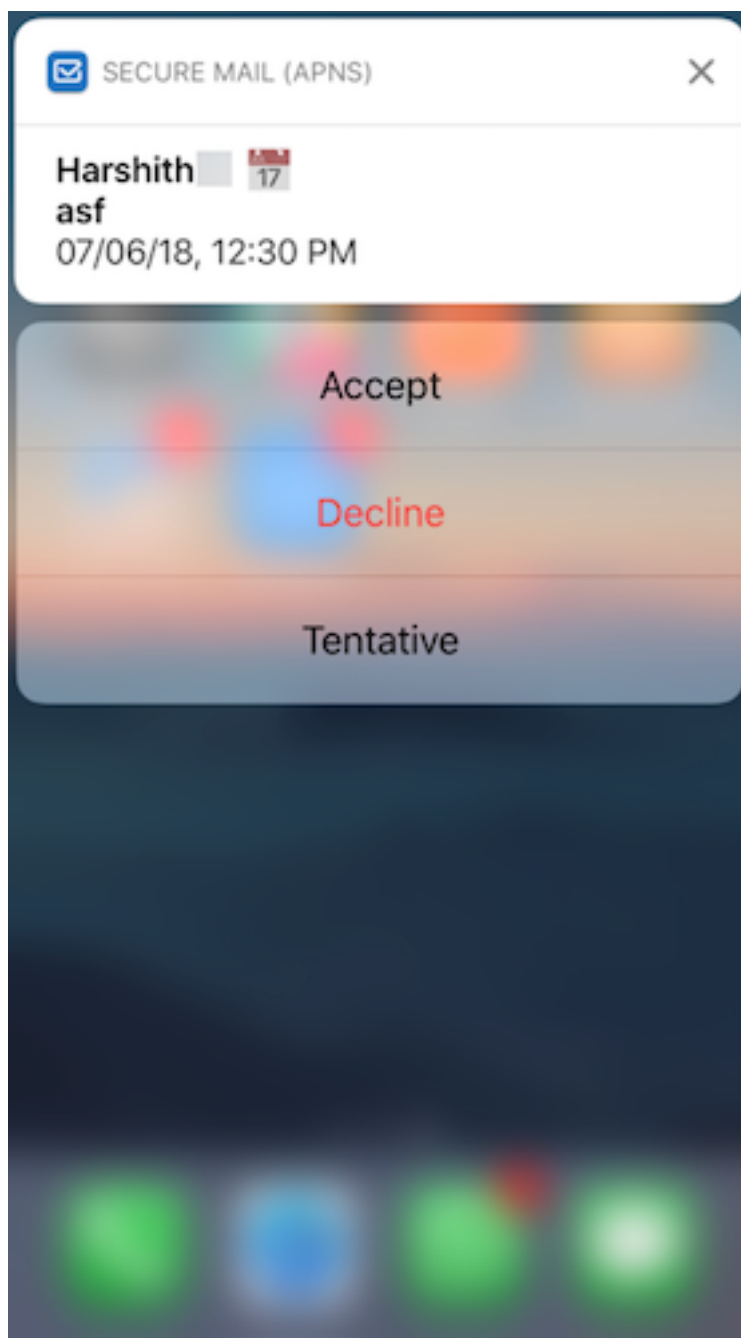 SECURE MAIL (APNS)
Harshith 17
asf
07/06/18, 12:30 PM
Accept
Decline
Tentative